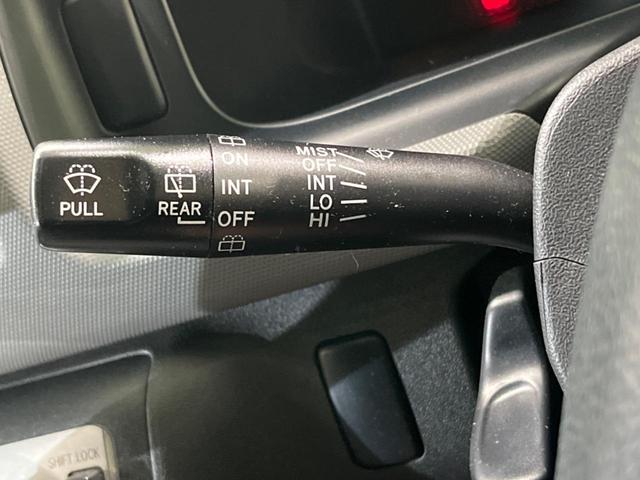 PULL
REAR
ON
INT
OFF
MIST
OFF
INT
LO
HI
SHIFT LOCK